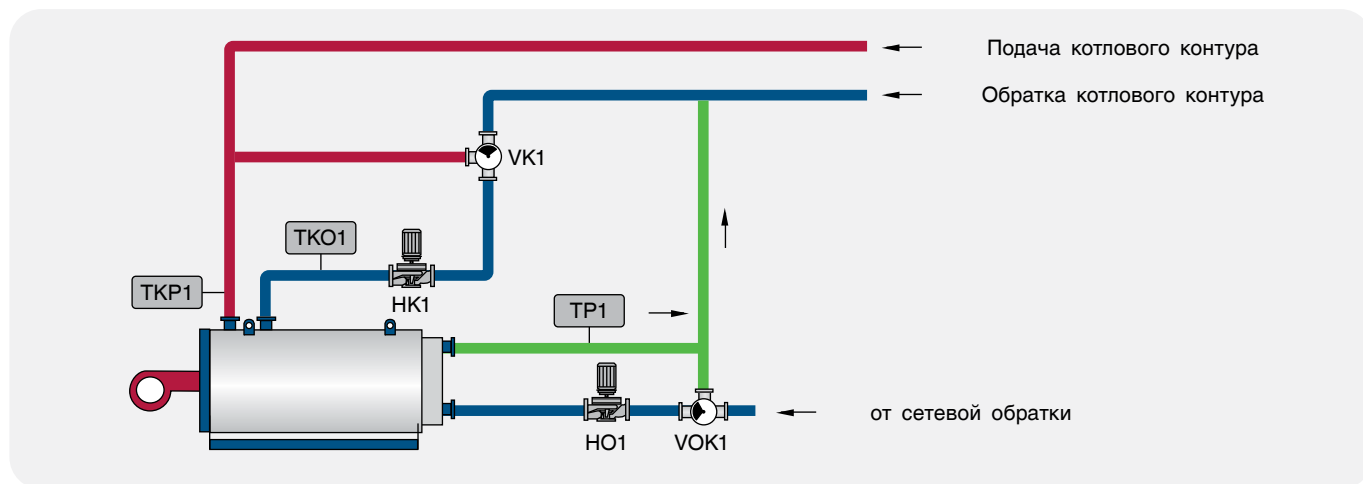 Подача котлового контура
Обратка котлового контура
VK1
TKO1
TKP1
HK1
TP1
от сетевой обратки
HO1
VOK1